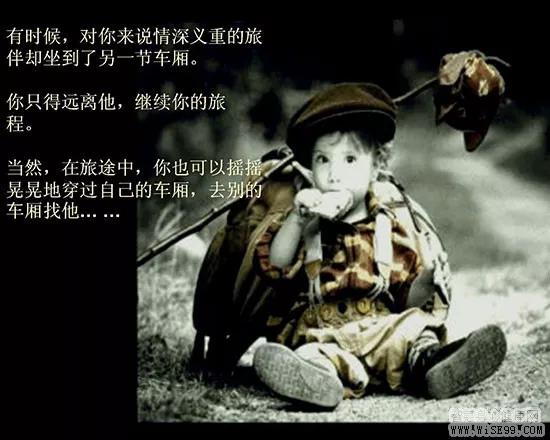 有时候，对你来说情深义重的旅
伴却坐到了另一节车厢。
你只得远离他，继续你的旅
程。
当然，在旅途中，你也可以摇摇
晃晃地穿过自己的车厢，去别的
车厢找他... ...
www.WiSE99.com